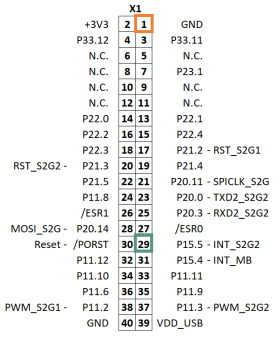 X1
+3V3 2 1 GND
P33.12 4 3 P33.11
N.C. 6 5 N.C.
N.C. 8 7 P23.1
N.C. 10 9 N.C.
N.C. 12 11 N.C.
P22.0 14 13 P22.1
P22.2 16 15 P22.4
P22.3 18 17 P21.2 - RST_S2G1
RST_S2G2 - P21.3 20 19 P21.4
P21.5 22 21 P20.11 - SPICLK_S2G
P11.8 24 23 P20.0 - TXD2_S2G2
/ESR1 26 25 P20.3 - RXD2_S2G2
MOSI_S2G - P20.14 28 27 /ESR0
Reset - /PORST 30 29 P15.5 - INT_S2G2
P11.12 32 31 P15.4 - INT_MB
P11.10 34 33 P11.11
P11.6 36 35 P11.9
PWM_S2G1 - P11.2 38 37 P11.3 - PWM_S2G2
GND 40 39 VDD_USB